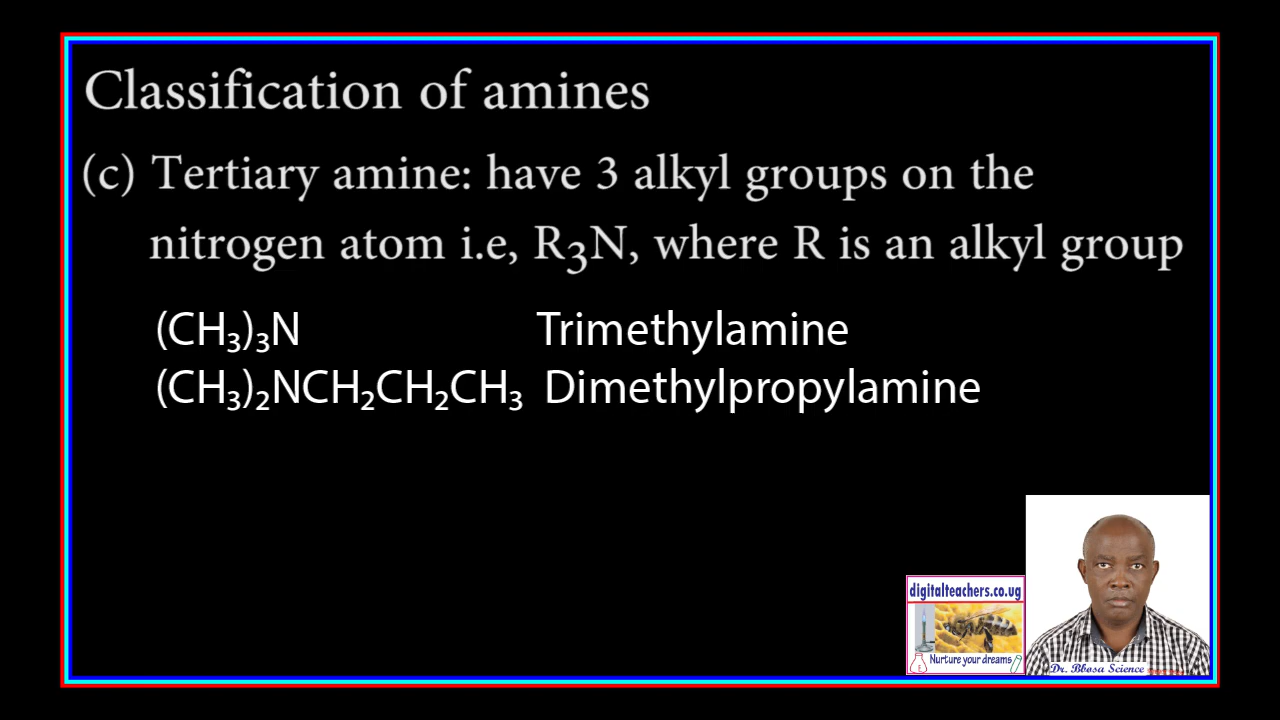 Classification of amines
(c) Tertiary amine: have 3 alkyl groups on the
nitrogen atom i.e, R₃N, where R is an alkyl group
(CH₃)₃N Trimethylamine
(CH₃)₂NCH₂CH₂CH₃ Dimethylpropylamine
digitalteachers.co.ug
Nurture your dreams
Dr. Bbosa Science